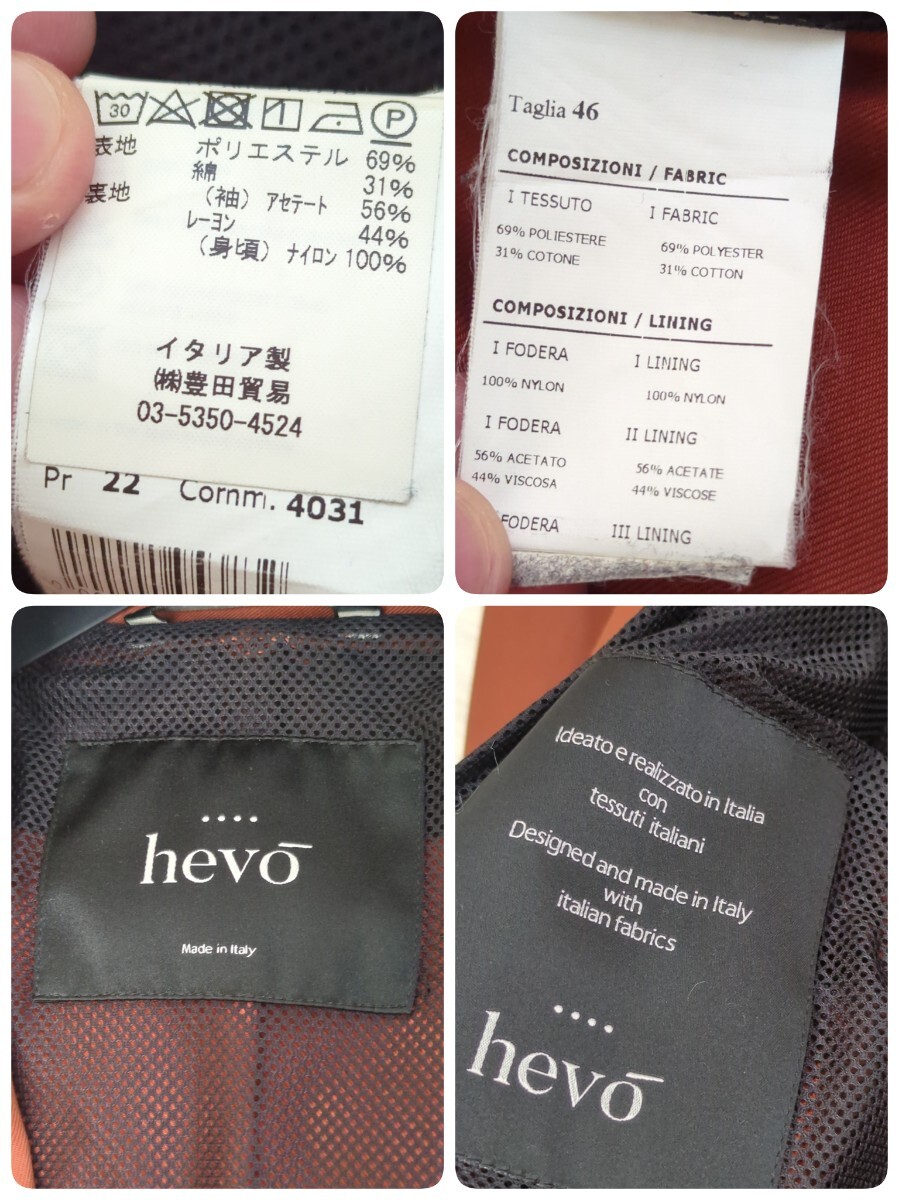 30 P
表地 ポリエステル 69%
綿 31%
裏地 (袖) アセテート 56%
レーヨン 44%
(身頃) ナイロン 100%
イタリア製
㈱豊田貿易
03-5350-4524
Pr 22 Comm. 4031
Taglia 46
COMPOSIZIONI / FABRIC
I TESSUTO I FABRIC
69% POLIESTERE 69% POLYESTER
31% COTONE 31% COTTON
COMPOSIZIONI / LINING
I FODERA I LINING
100% NYLON 100% NYLON
I FODERA II LINING
56% ACETATO 56% ACETATE
44% VISCOSA 44% VISCOSE
FODERA III LINING
hevō
Made in Italy
Ideato e realizzato in Italia
con
tessuti italiani
Designed and made in Italy
with
italian fabrics
hevō